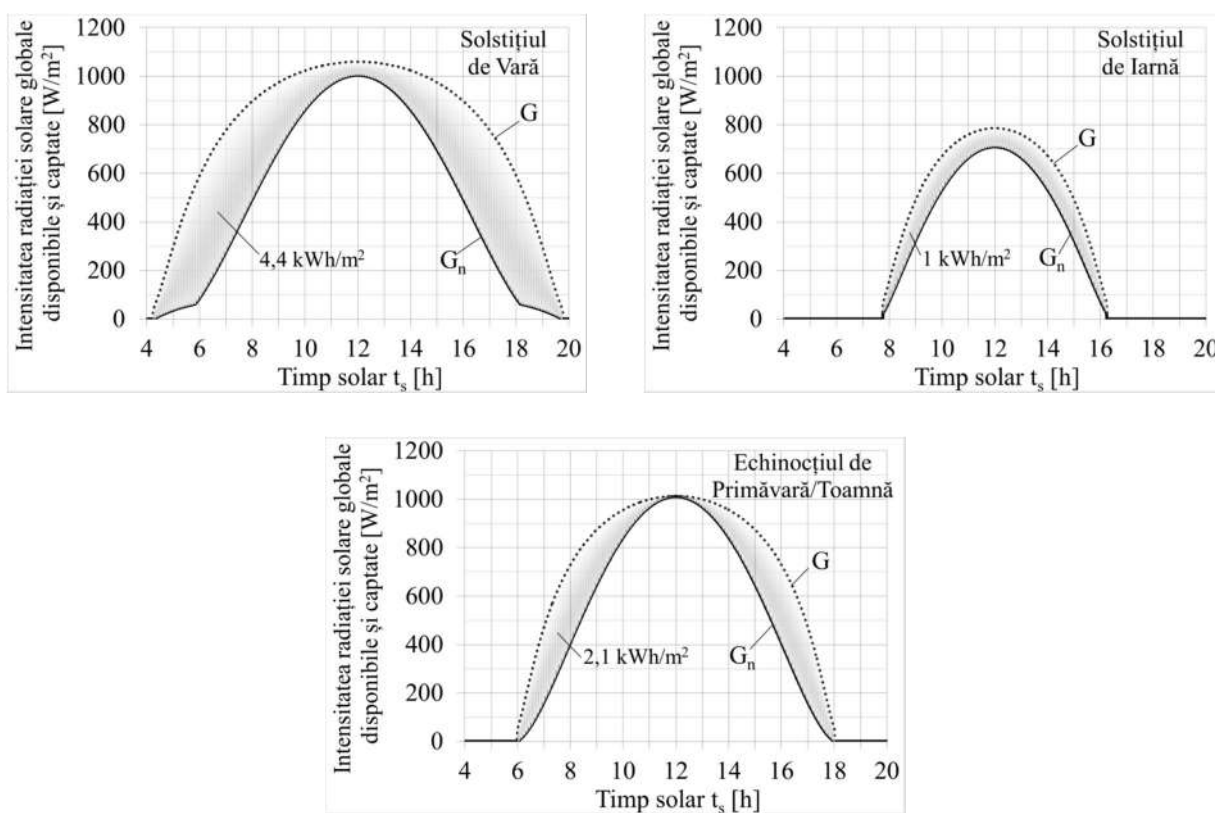 Intensitatea radiației solare globale
disponibile și captate [W/m²]
1200
1000
800
600
400
200
0
Solstițiul
de Vară
G
4,4 kWh/m²
Gₙ
4 6 8 10 12 14 16 18 20
Timp solar tₛ [h]
Intensitatea radiației solare globale
disponibile și captate [W/m²]
1200
1000
800
600
400
200
0
Solstițiul
de Iarnă
G
1 kWh/m²
Gₙ
4 6 8 10 12 14 16 18 20
Timp solar tₛ [h]
Intensitatea radiației solare globale
disponibile și captate [W/m²]
1200
1000
800
600
400
200
0
Echinocțiul de
Primăvară/Toamnă
G
2,1 kWh/m²
Gₙ
4 6 8 10 12 14 16 18 20
Timp solar tₛ [h]